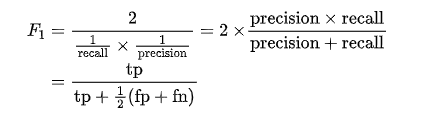 F₁ = 2 / (1/recall × 1/precision) = 2 × (precision × recall) / (precision + recall)
= tp / (tp + 1/2 (fp + fn))